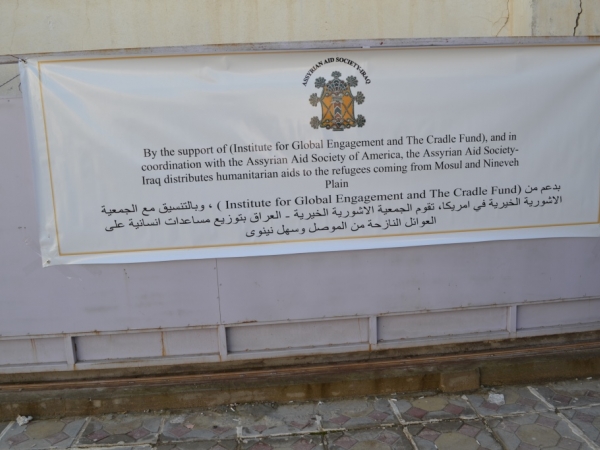 ASSYRIAN AID SOCIETY-IRAQ
By the support of (Institute for Global Engagement and The Cradle Fund), and in
coordination with the Assyrian Aid Society of America, the Assyrian Aid Society-
Iraq distributes humanitarian aids to the refugees coming from Mosul and Nineveh
Plain
بدعم من (Institute for Global Engagement and The Cradle Fund ) ، وبالتنسيق مع الجمعية
الاشورية الخيرية في امريكا، تقوم الجمعية الاشورية الخيرية - العراق بتوزيع مساعدات انسانية على
العوائل النازحة من الموصل وسهل نينوى